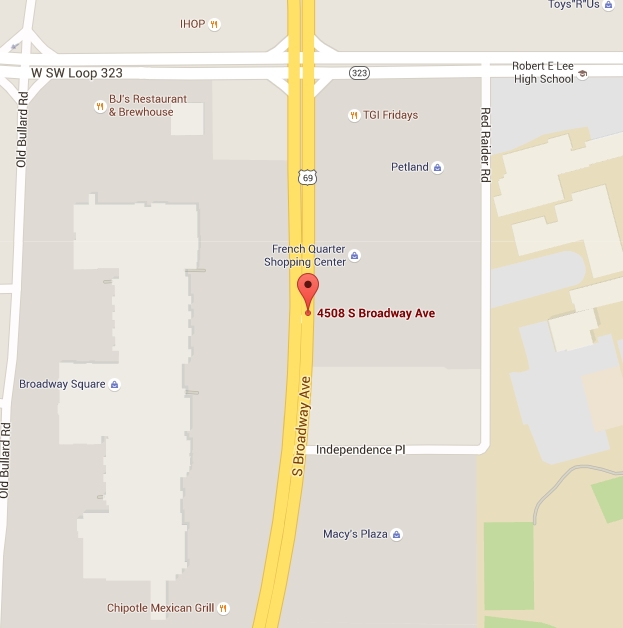 Toys"R"Us
IHOP
W SW Loop 323
323
Robert E Lee
High School
BJ's Restaurant
& Brewhouse
TGI Fridays
Old Bullard Rd
Red Raider Rd
Petland
69
French Quarter
Shopping Center
4508 S Broadway Ave
Broadway Square
S Broadway Ave
Old Bullard Rd
Independence Pl
Macy's Plaza
Chipotle Mexican Grill